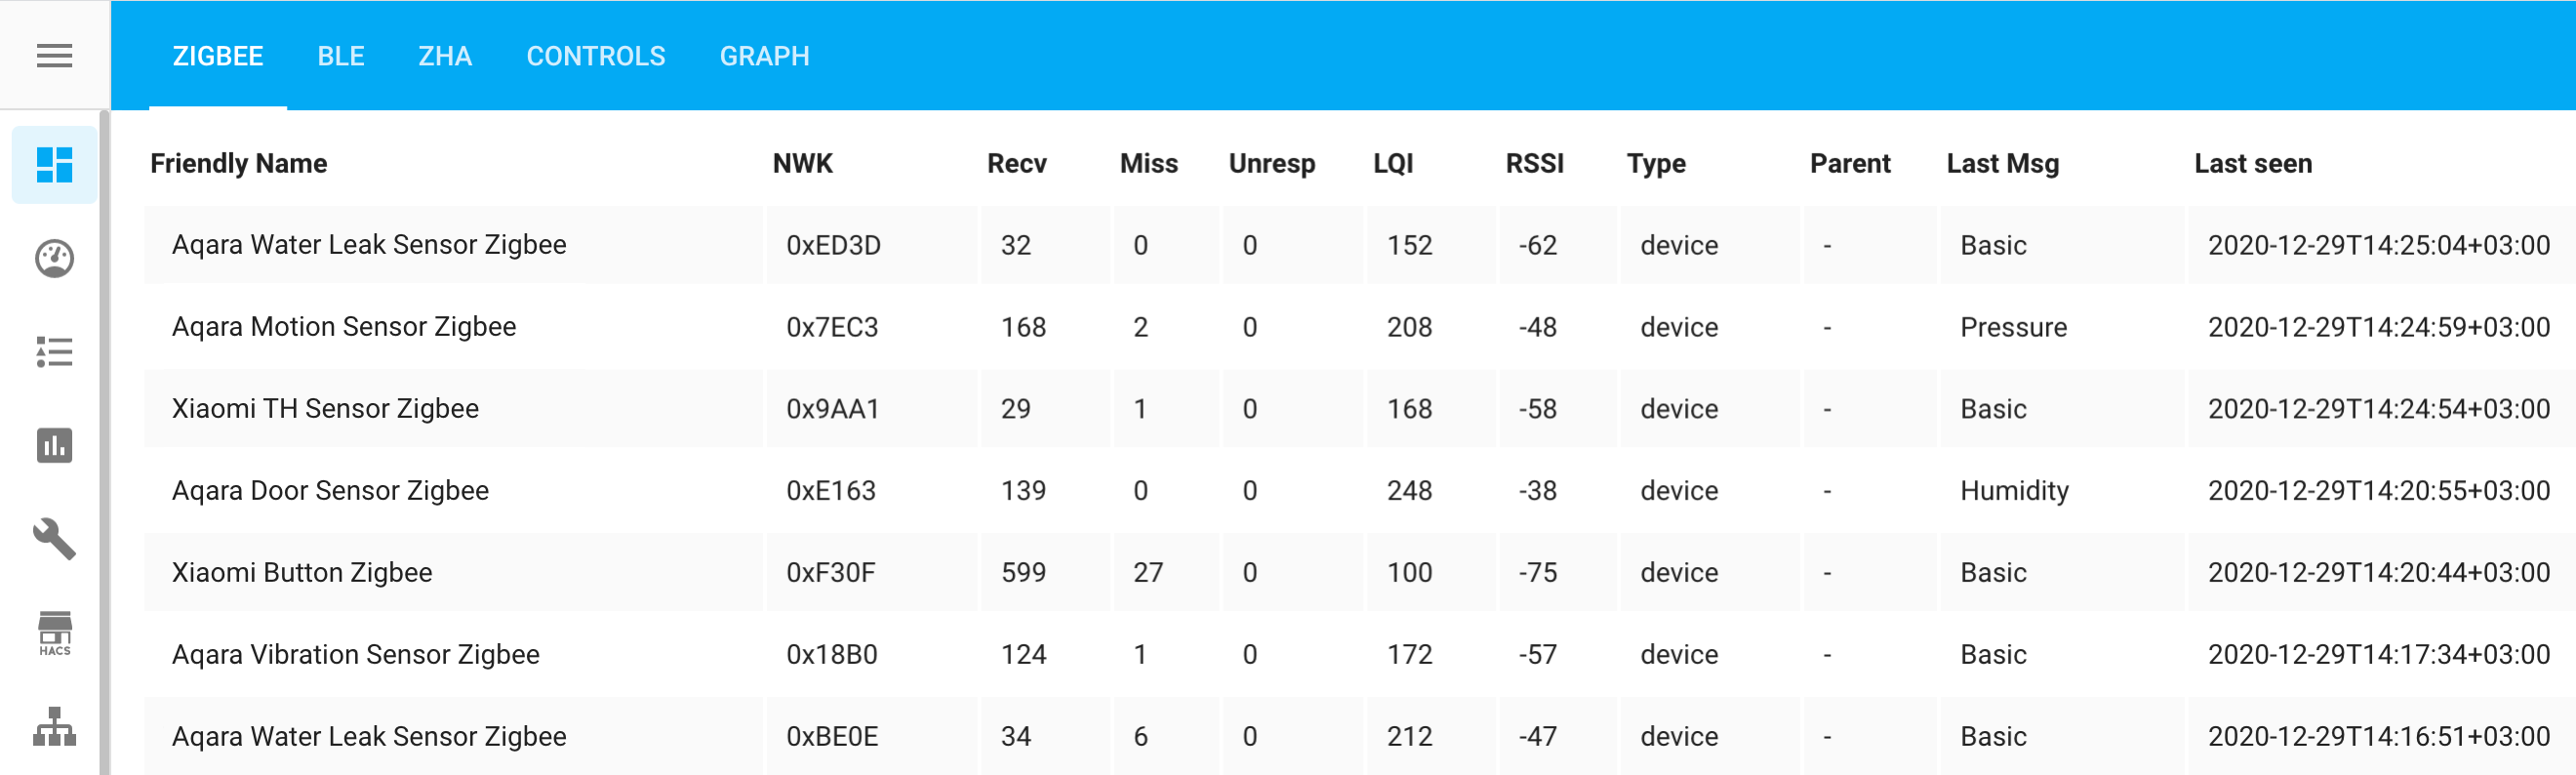 ZIGBEE BLE ZHA CONTROLS GRAPH
Friendly Name NWK Recv Miss Unresp LQI RSSI Type Parent Last Msg Last seen
Aqara Water Leak Sensor Zigbee 0xED3D 32 0 0 152 -62 device - Basic 2020-12-29T14:25:04+03:00
Aqara Motion Sensor Zigbee 0x7EC3 168 2 0 208 -48 device - Pressure 2020-12-29T14:24:59+03:00
Xiaomi TH Sensor Zigbee 0x9AA1 29 1 0 168 -58 device - Basic 2020-12-29T14:24:54+03:00
Aqara Door Sensor Zigbee 0xE163 139 0 0 248 -38 device - Humidity 2020-12-29T14:20:55+03:00
Xiaomi Button Zigbee 0xF30F 599 27 0 100 -75 device - Basic 2020-12-29T14:20:44+03:00
HACS
Aqara Vibration Sensor Zigbee 0x18B0 124 1 0 172 -57 device - Basic 2020-12-29T14:17:34+03:00
Aqara Water Leak Sensor Zigbee 0xBE0E 34 6 0 212 -47 device - Basic 2020-12-29T14:16:51+03:00